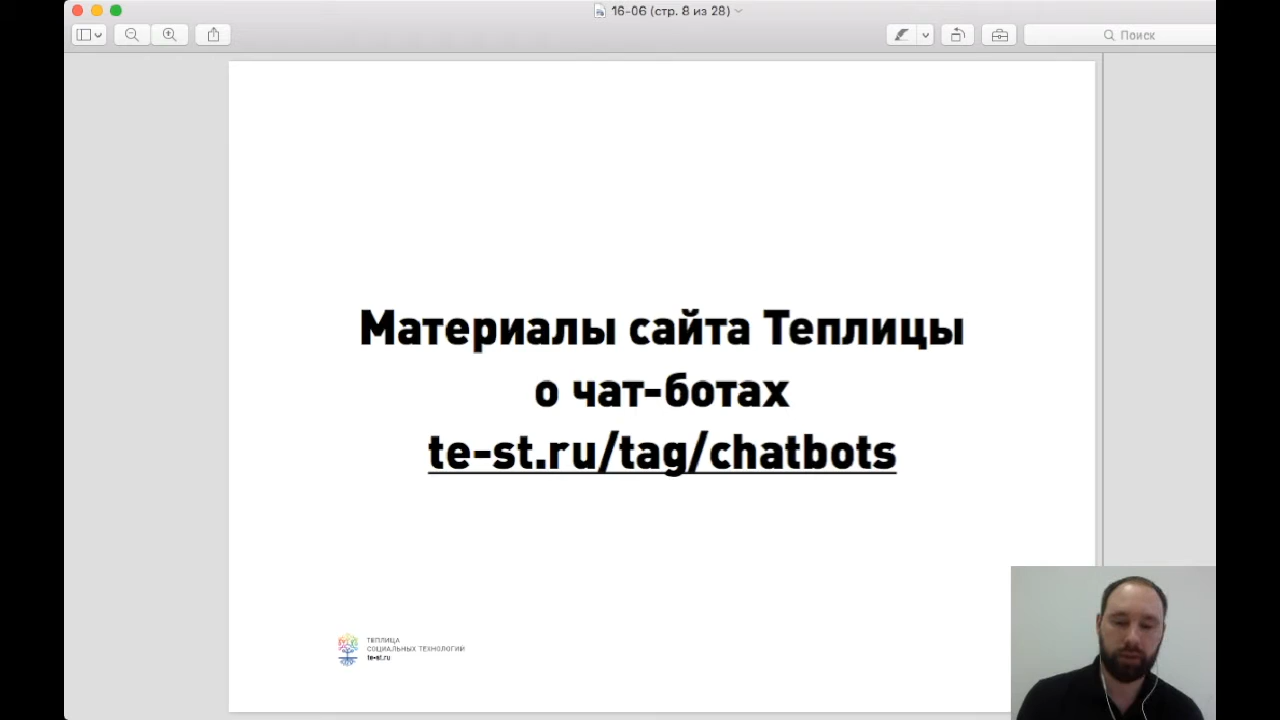 16-06 (стр. 8 из 28)
Поиск
Материалы сайта Теплицы
о чат-ботах
te-st.ru/tag/chatbots
ТЕПЛИЦА
СОЦИАЛЬНЫХ ТЕХНОЛОГИЙ
te-st.ru